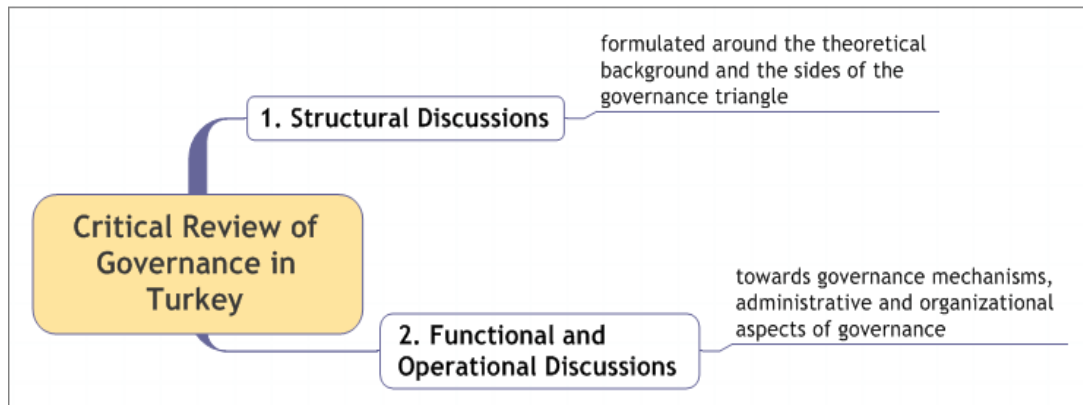 formulated around the theoretical
background and the sides of the
governance triangle
1. Structural Discussions
Critical Review of
Governance in
Turkey
towards governance mechanisms,
administrative and organizational
aspects of governance
2. Functional and
Operational Discussions